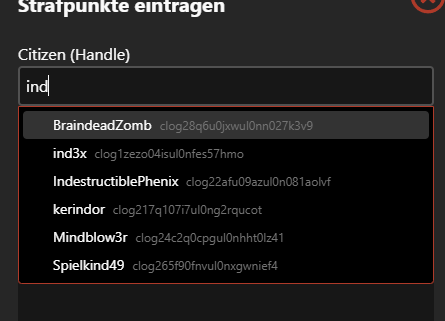 Strafpunkte eintragen
Citizen (Handle)
ind
BraindeadZomb clog28q6u0jxwul0nn027k3v9
ind3x clog1zezo04isul0nfes57hmo
IndestructiblePhenix clog22afu09azul0n081aolvf
kerindor clog217q107i7ul0ng2rqucot
Mindblow3r clog24c2q0cpgul0nhht0lz41
Spielkind49 clog265f90fnvul0nxgwnief4